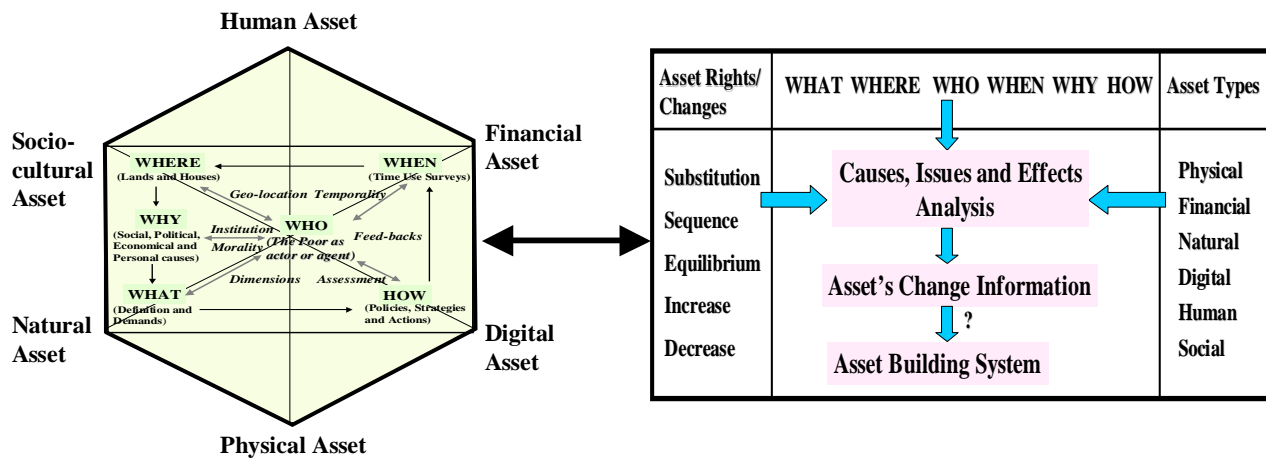 Human Asset
Socio-
cultural
Asset
Financial
Asset
WHERE
(Lands and Houses)
WHEN
(Time Use Surveys)
Geo-location Temporality
WHY
(Social, Political,
Economical and
Personal causes)
Institution
Morality
WHO
(The Poor as
actor or agent)
Feed-backs
Dimensions
Assessment
WHAT
(Definition and
Demands)
HOW
(Policies, Strategies
and Actions)
Natural
Asset
Digital
Asset
Physical Asset
Asset Rights/
Changes
WHAT WHERE WHO WHEN WHY HOW
Asset Types
Substitution
Sequence
Equilibrium
Increase
Decrease
Causes, Issues and Effects
Analysis
Asset's Change Information
?
Asset Building System
Physical
Financial
Natural
Digital
Human
Social